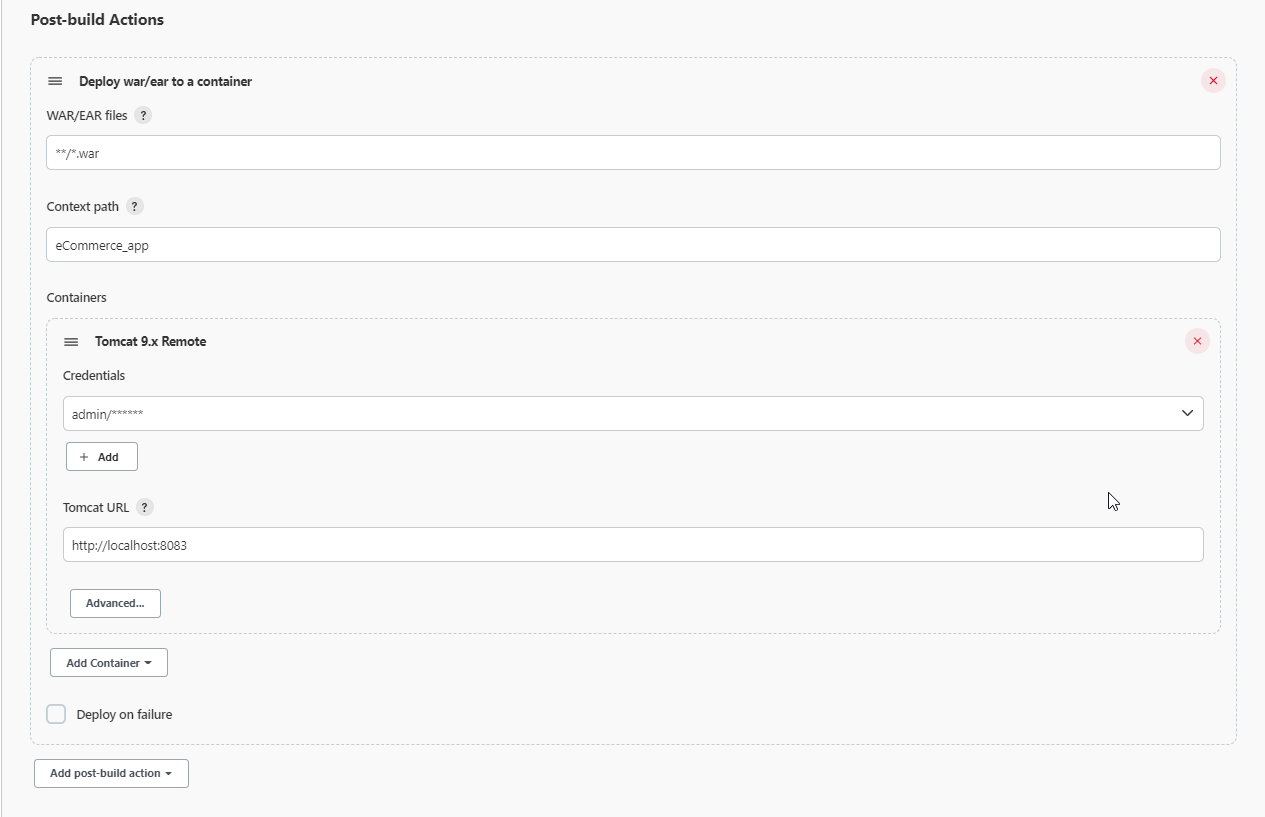 Post-build Actions
Deploy war/ear to a container
WAR/EAR files ?
**/*.war
Context path ?
eCommerce_app
Containers
Tomcat 9.x Remote
Credentials
admin/******
+ Add
Tomcat URL ?
http://localhost:8083
Advanced...
Add Container
Deploy on failure
Add post-build action